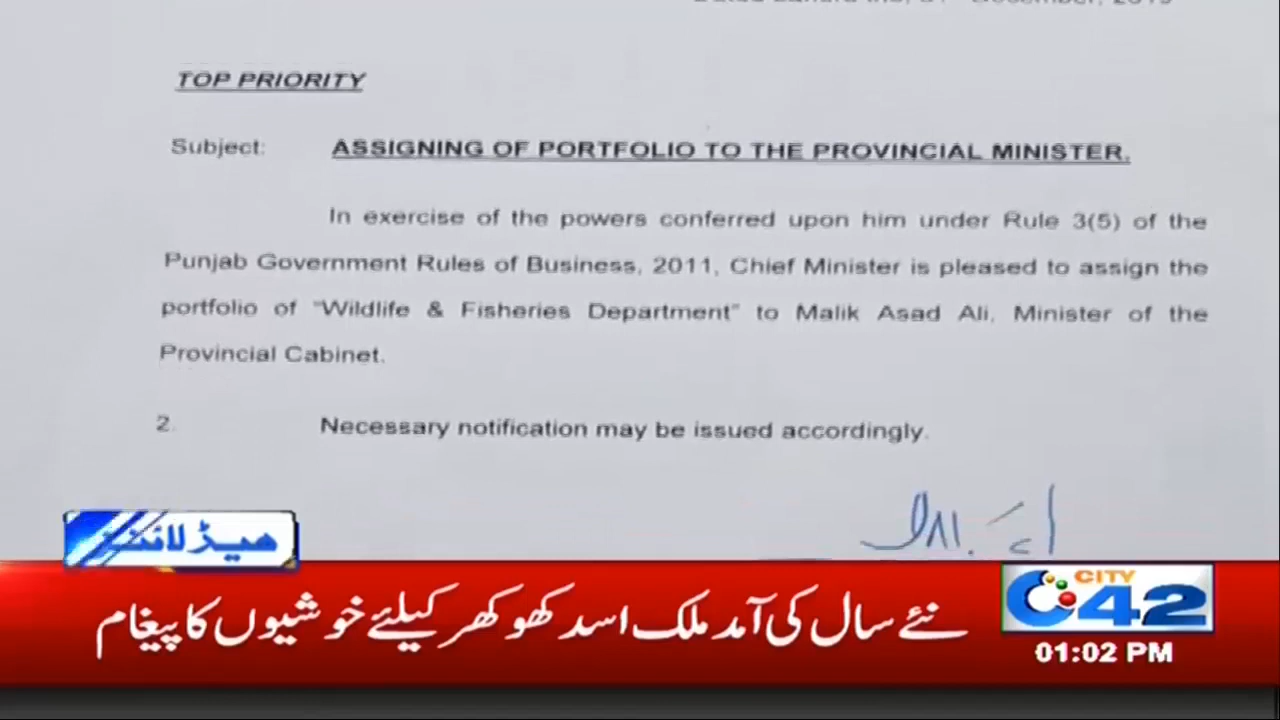 TOP PRIORITY
Subject: ASSIGNING OF PORTFOLIO TO THE PROVINCIAL MINISTER.
In exercise of the powers conferred upon him under Rule 3(5) of the
Punjab Government Rules of Business, 2011, Chief Minister is pleased to assign the
portfolio of "Wildlife & Fisheries Department" to Malik Asad Ali, Minister of the
Provincial Cabinet.
2. Necessary notification may be issued accordingly.
ہیڈلائنز
نئے سال کی آمد ملک اسد کھوکھر کیلئے خوشیوں کا پیغام
CITY
42
01:02 PM